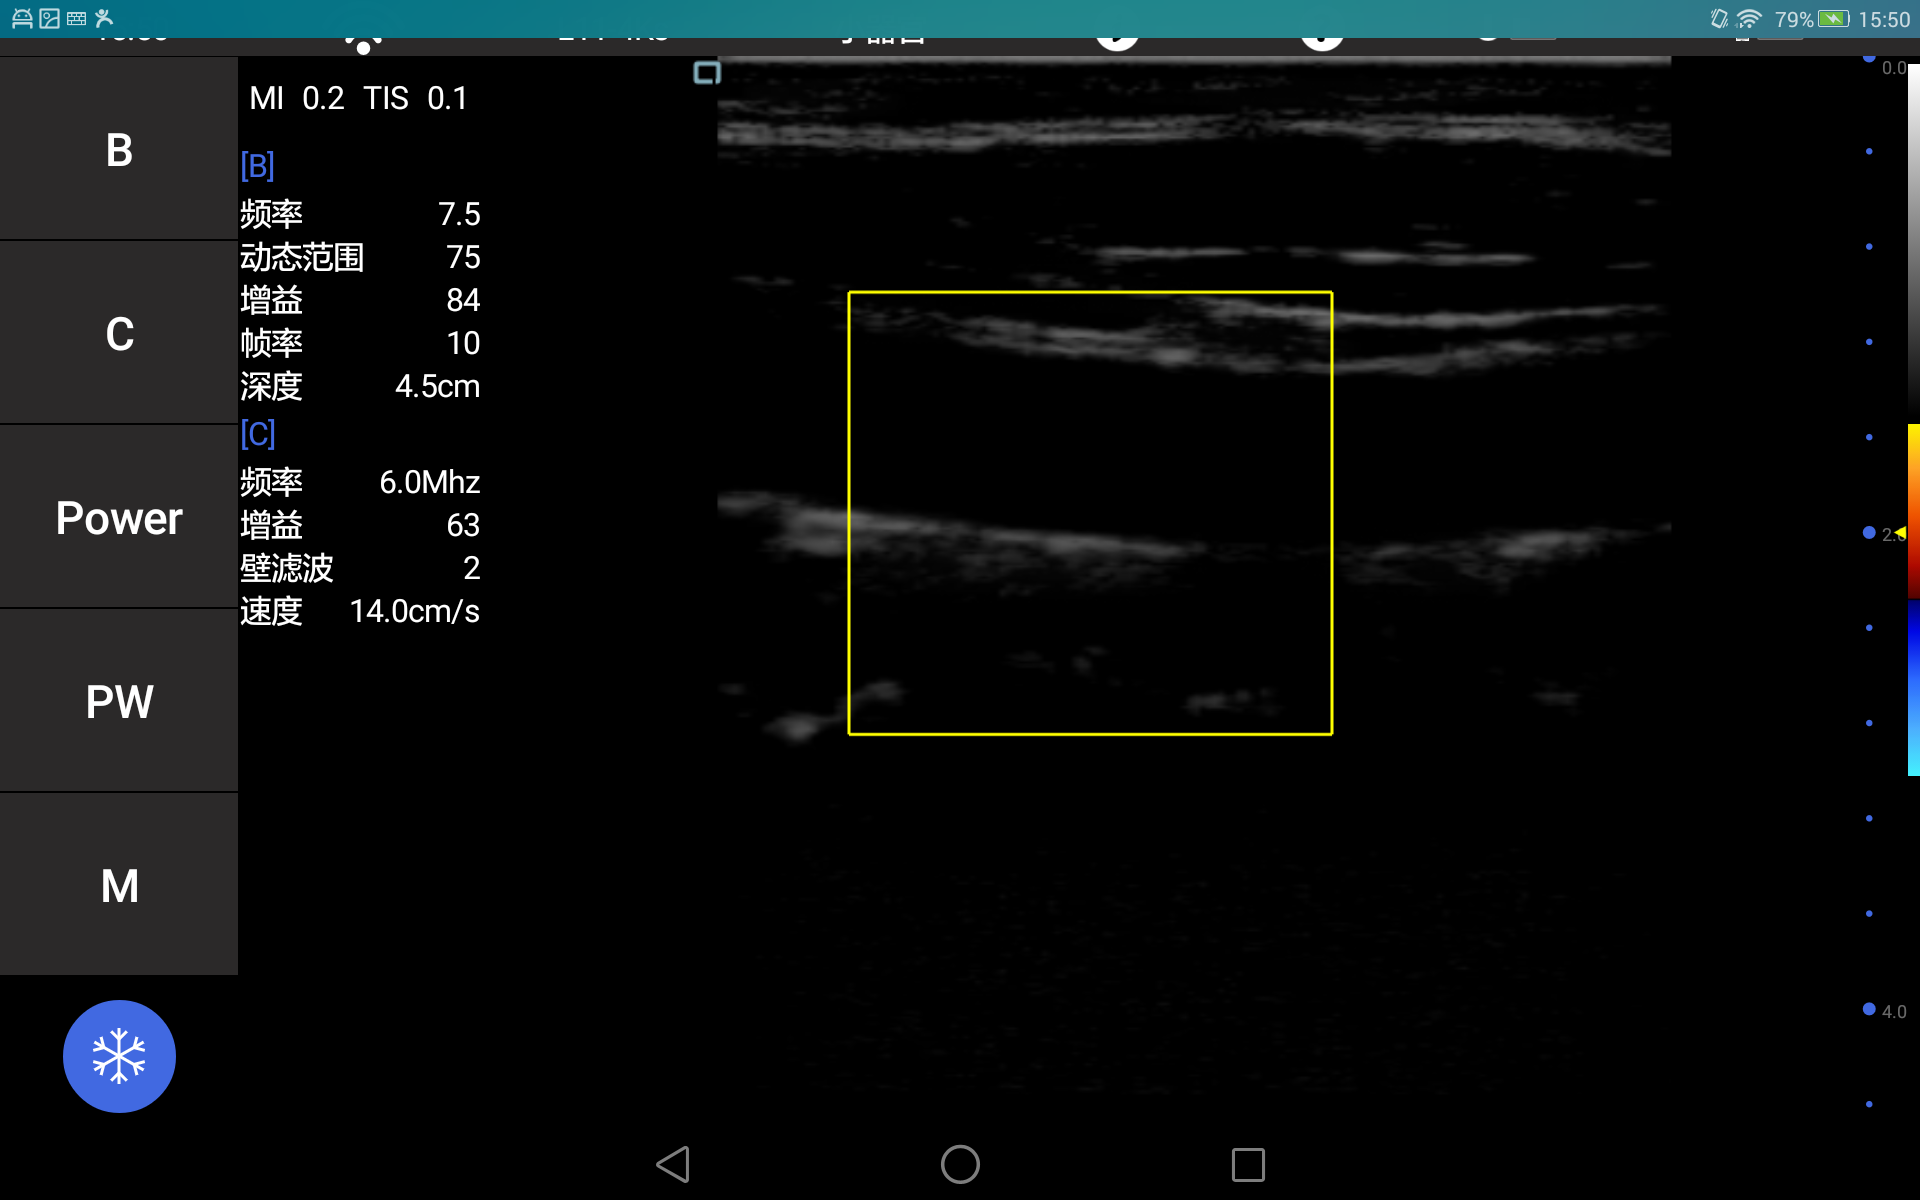 79% 15:50
MI 0.2 TIS 0.1
[B]
频率 7.5
动态范围 75
增益 84
帧率 10
深度 4.5cm
[C]
频率 6.0Mhz
增益 63
壁滤波 2
速度 14.0cm/s
B
C
Power
PW
M
0.0
4.0